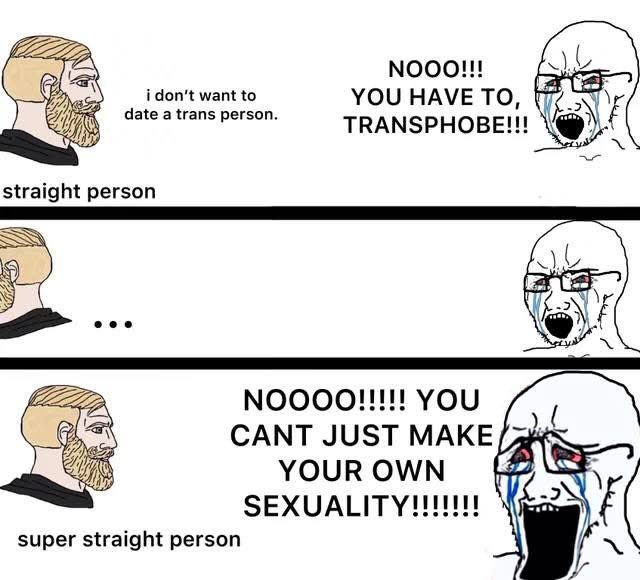 NOOO!!!
YOU HAVE TO,
TRANSPHOBE!!!
i don't want to
date a trans person.
straight person
...
NOOOO!!!!! YOU
CANT JUST MAKE
YOUR OWN
SEXUALITY!!!!!!!
super straight person